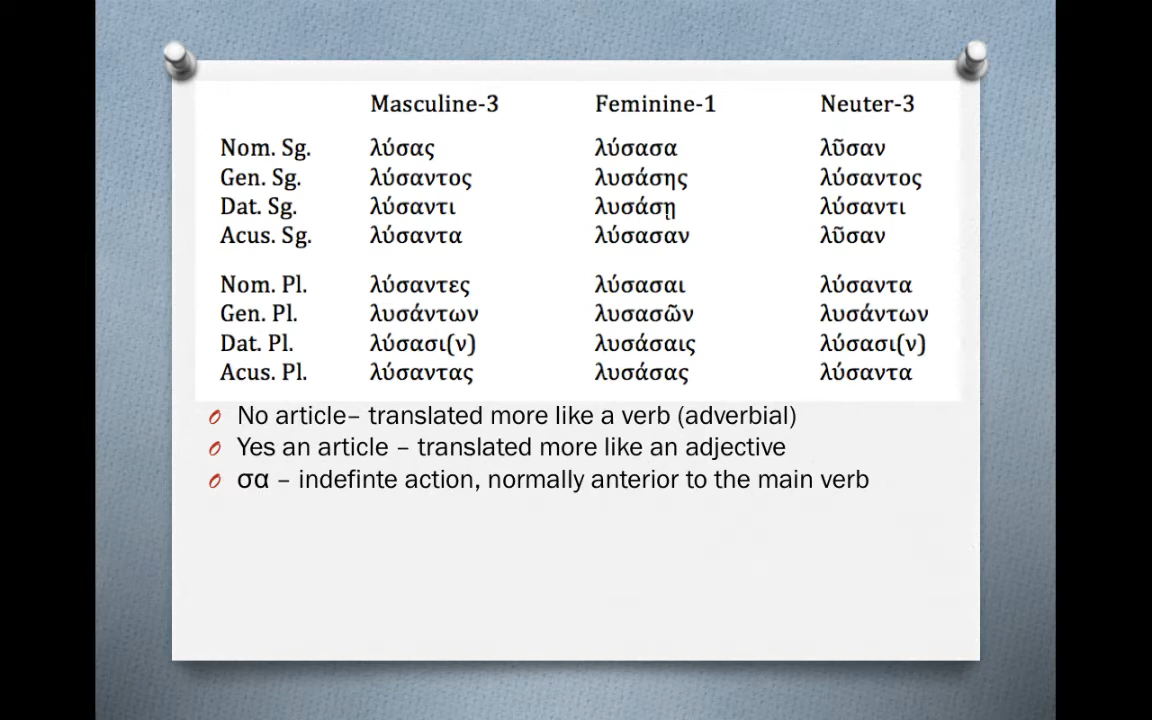 Masculine-3 Feminine-1 Neuter-3
Nom. Sg. λύσας λύσασα λῦσαν
Gen. Sg. λύσαντος λυσάσης λύσαντος
Dat. Sg. λύσαντι λυσάσῃ λύσαντι
Acus. Sg. λύσαντα λύσασαν λῦσαν
Nom. Pl. λύσαντες λύσασαι λύσαντα
Gen. Pl. λυσάντων λυσασῶν λυσάντων
Dat. Pl. λύσασι(ν) λυσάσαις λύσασι(ν)
Acus. Pl. λύσαντας λυσάσας λύσαντα
No article– translated more like a verb (adverbial)
Yes an article – translated more like an adjective
σα – indefinte action, normally anterior to the main verb